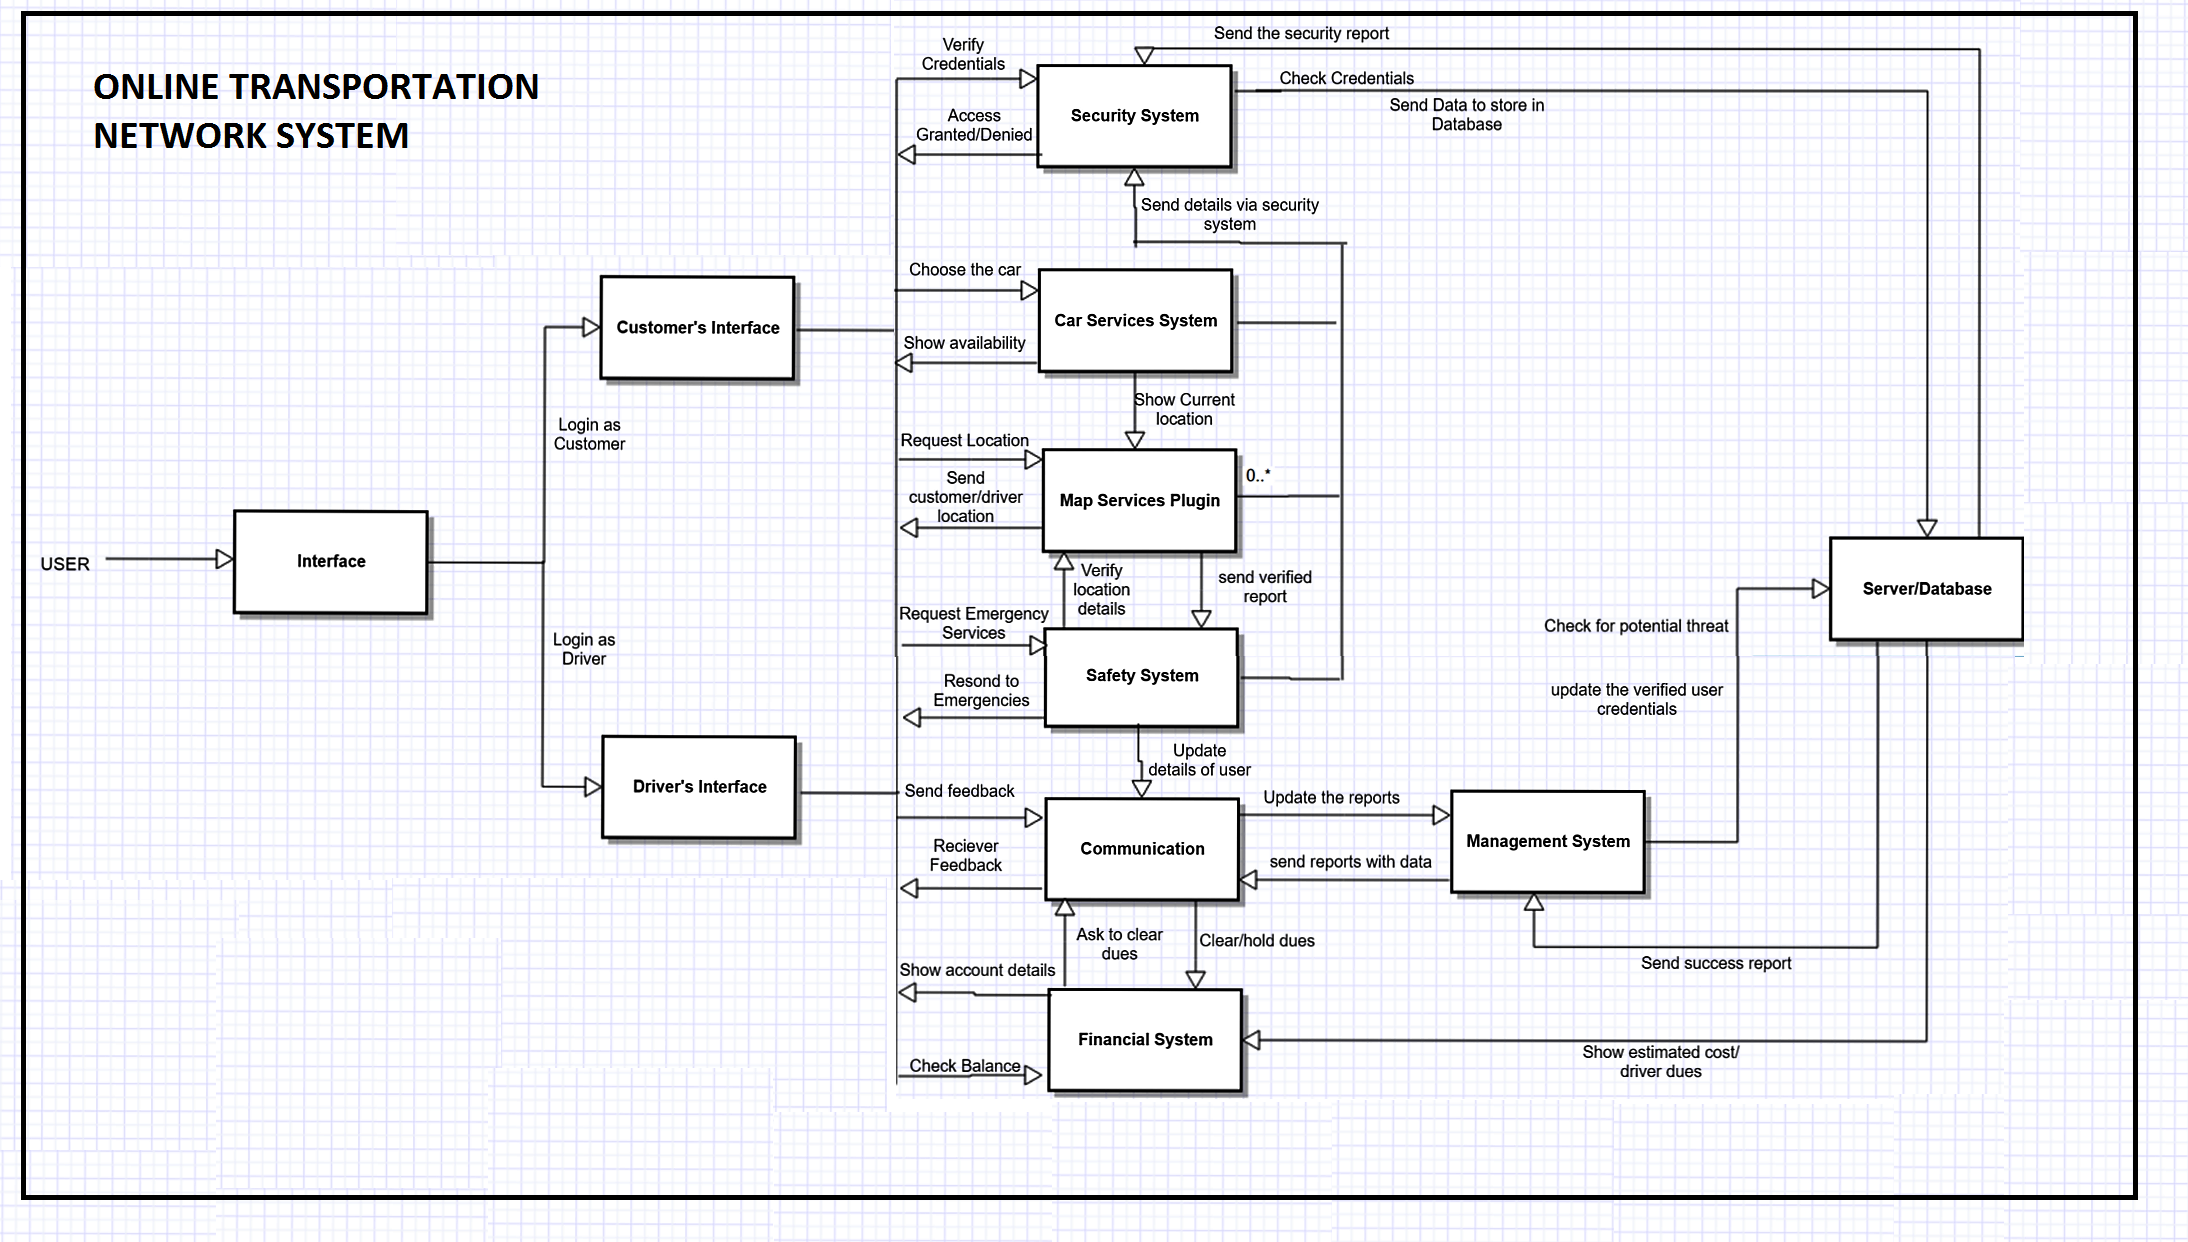 ONLINE TRANSPORTATION
NETWORK SYSTEM
Send the security report
Verify
Credentials
Check Credentials
Send Data to store in
Database
Security System
Access
Granted/Denied
Send details via security
system
Choose the car
Car Services System
Customer's Interface
Show availability
Show Current
location
Login as
Customer
Request Location
0..*
Send
customer/driver
location
Map Services Plugin
USER
Interface
Verify
location
details
send verified
report
Server/Database
Request Emergency
Services
Check for potential threat
Login as
Driver
Safety System
Resond to
Emergencies
update the verified user
credentials
Update
details of user
Driver's Interface
Send feedback
Update the reports
Communication
Management System
Reciever
Feedback
send reports with data
Ask to clear
dues
Clear/hold dues
Show account details
Send success report
Financial System
Check Balance
Show estimated cost/
driver dues